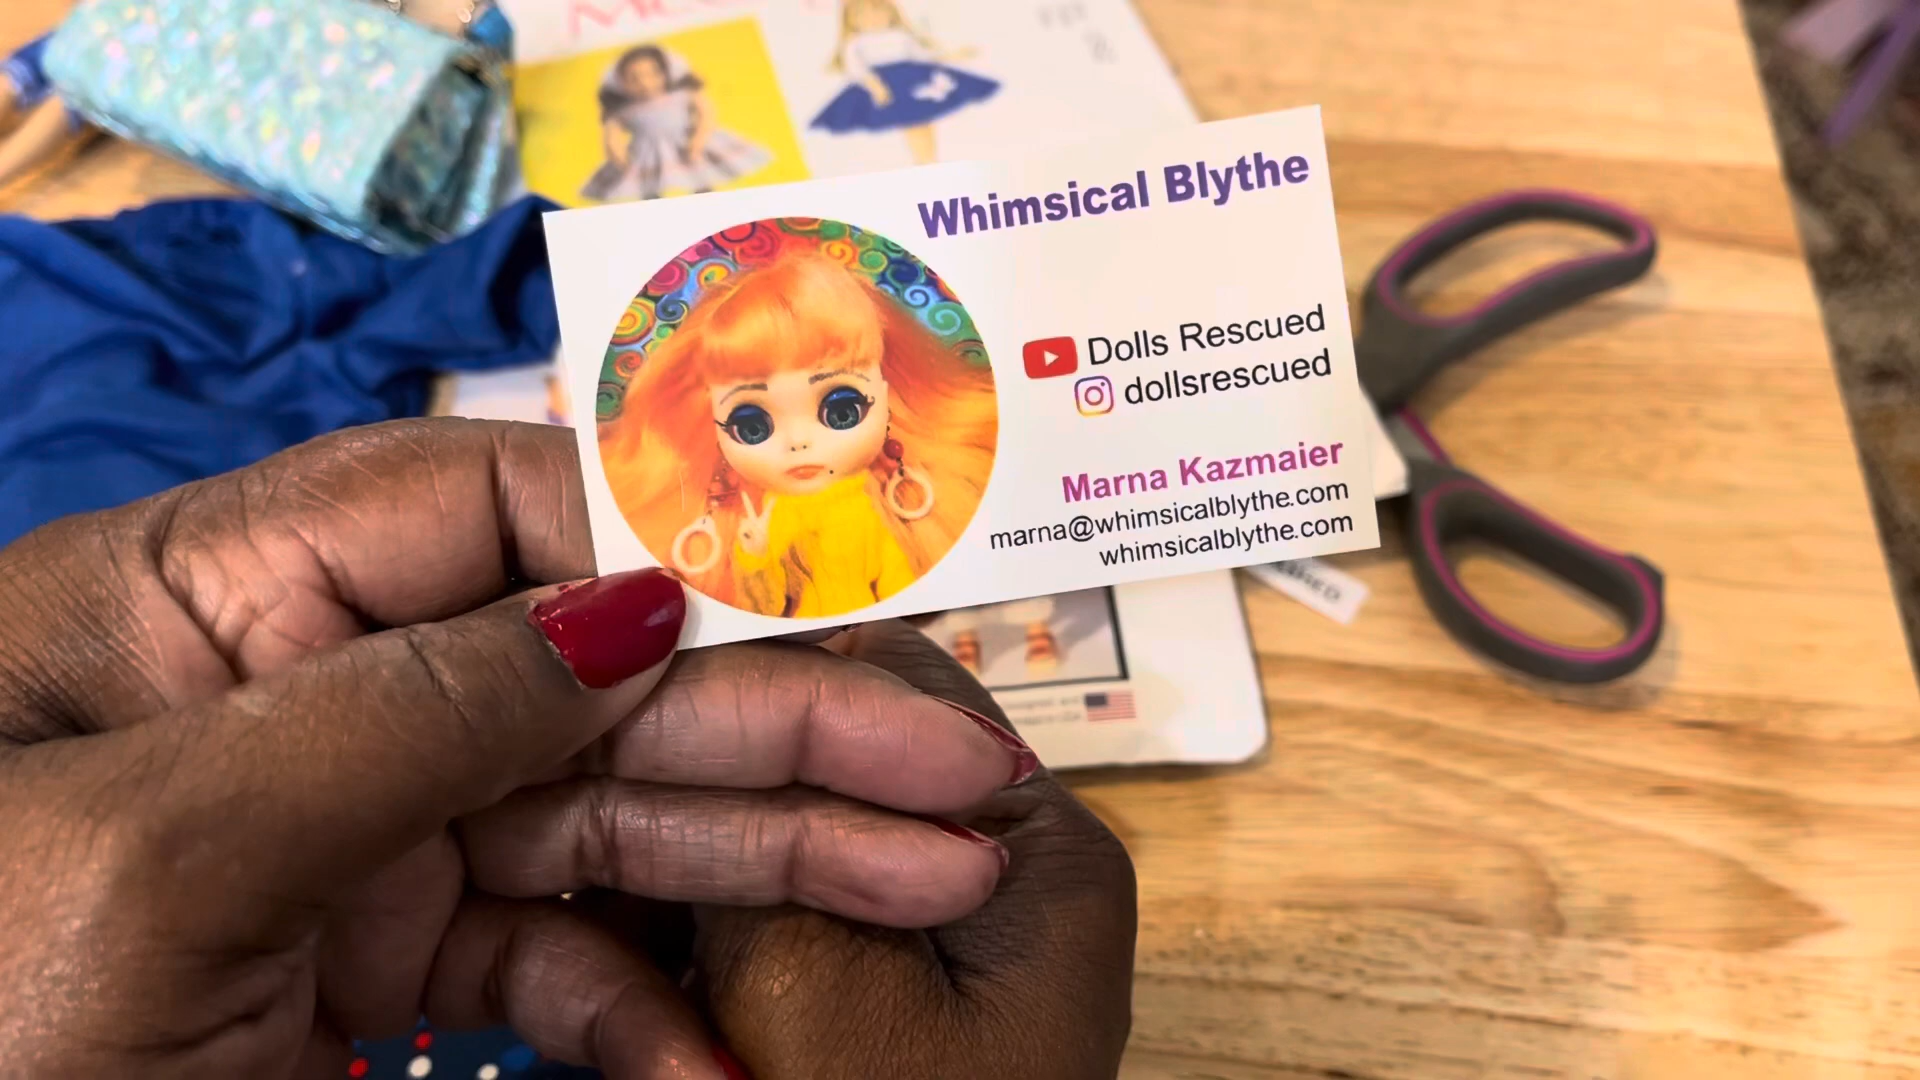 Whimsical Blythe
Dolls Rescued
dollsrescued
Marna Kazmaier
marna@whimsicalblythe.com
whimsicalblythe.com